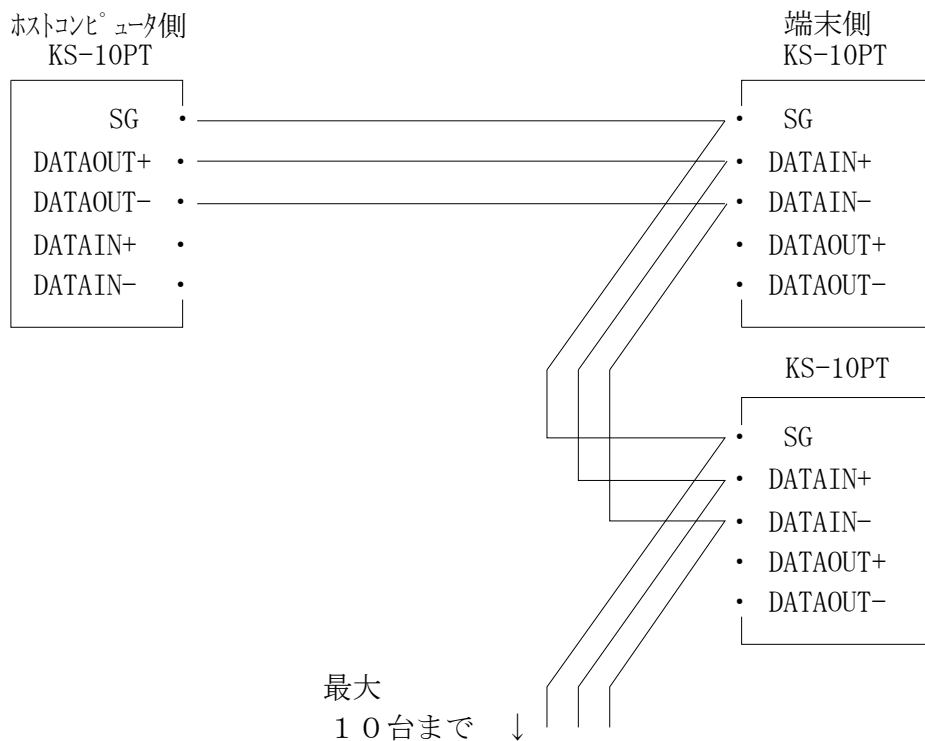 ホストコンピュータ側
KS-10PT
SG
DATAOUT+
DATAOUT-
DATAIN+
DATAIN-
端末側
KS-10PT
SG
DATAIN+
DATAIN-
DATAOUT+
DATAOUT-
KS-10PT
SG
DATAIN+
DATAIN-
DATAOUT+
DATAOUT-
最大
１０台まで ↓